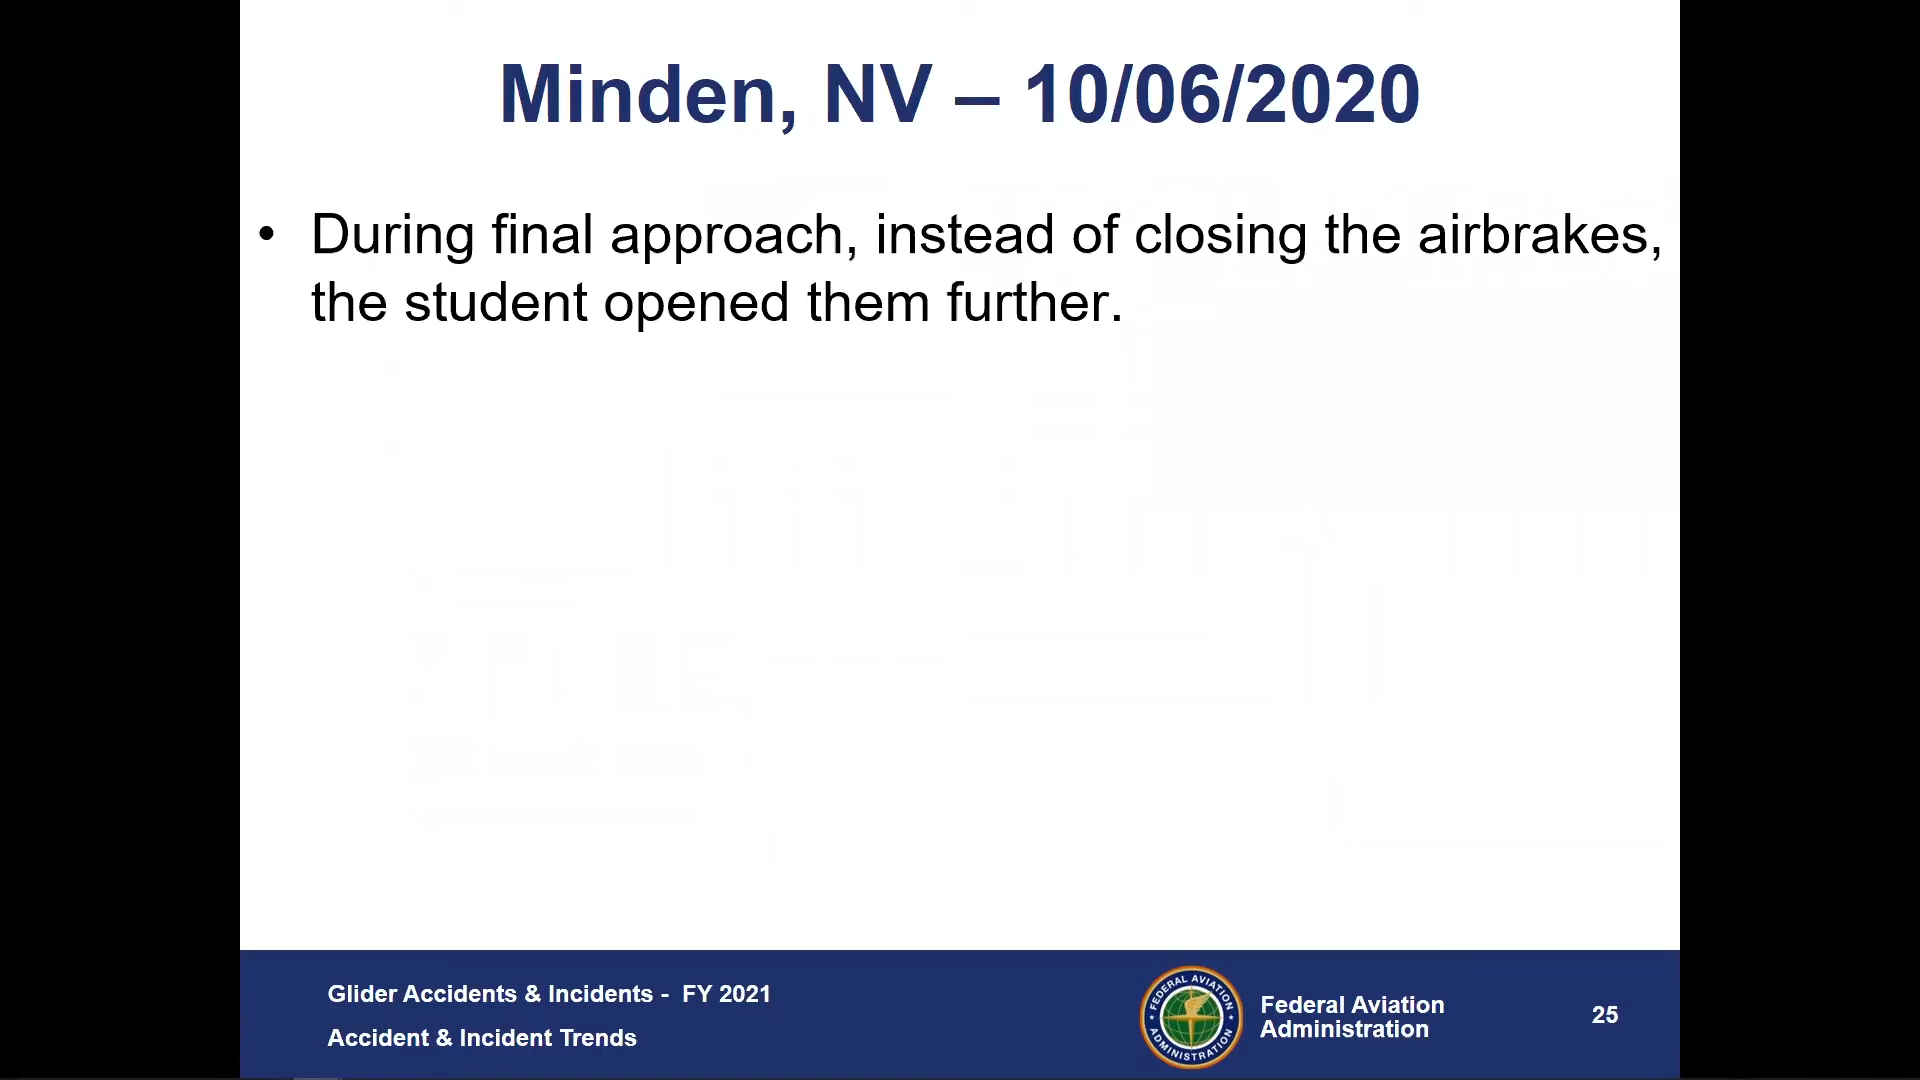 Minden, NV – 10/06/2020
• During final approach, instead of closing the airbrakes,
the student opened them further.
Glider Accidents & Incidents - FY 2021
Accident & Incident Trends
FEDERAL AVIATION
ADMINISTRATION
Federal Aviation
Administration
25